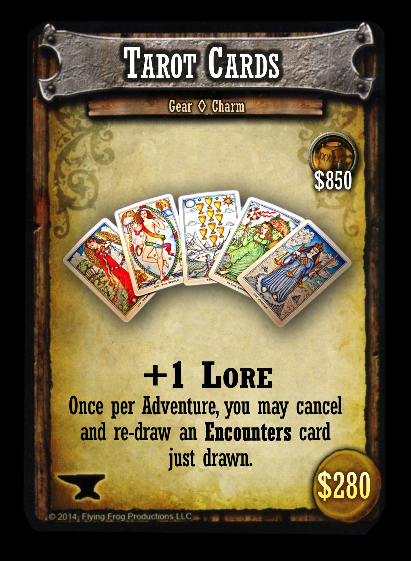 TAROT CARDS
Gear ◊ Charm
$850
+1 LORE
Once per Adventure, you may cancel
and re-draw an Encounters card
just drawn.
$280
© 2014, Flying Frog Productions LLC